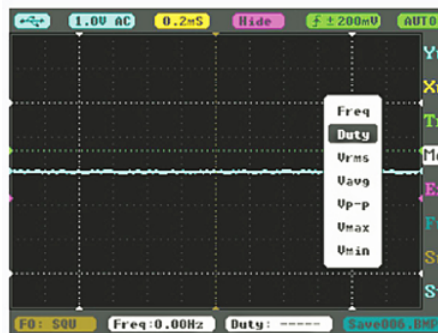 1.0V AC
0.2mS
Hide
±200mV
AUTO
Freq
Duty
Vrms
Vavg
Vp-p
Vmax
Vmin
FO: SQU
Freq:0.00Hz
Duty: -----
Save006.BMP